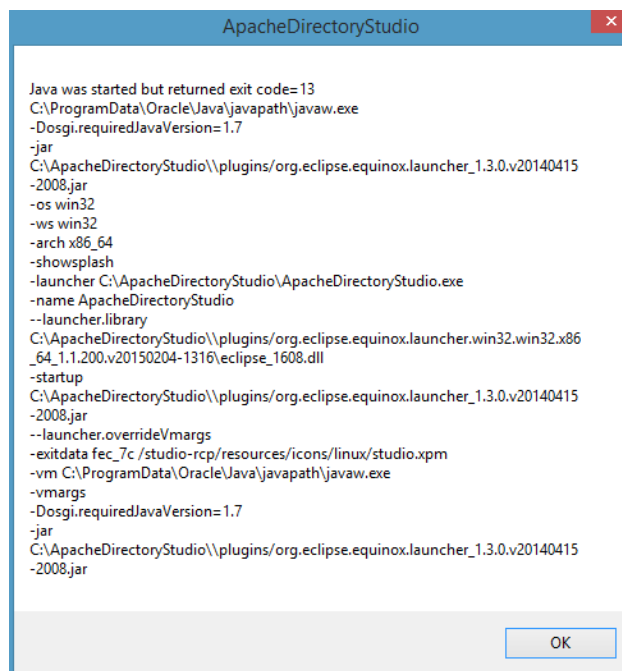 ApacheDirectoryStudio
Java was started but returned exit code=13
C:\ProgramData\Oracle\Java\javapath\javaw.exe
-Dosgi.requiredJavaVersion=1.7
-jar
C:\ApacheDirectoryStudio\\plugins/org.eclipse.equinox.launcher_1.3.0.v20140415
-2008.jar
-os win32
-ws win32
-arch x86_64
-showsplash
-launcher C:\ApacheDirectoryStudio\ApacheDirectoryStudio.exe
-name ApacheDirectoryStudio
--launcher.library
C:\ApacheDirectoryStudio\\plugins/org.eclipse.equinox.launcher.win32.win32.x86
_64_1.1.200.v20150204-1316\eclipse_1608.dll
-startup
C:\ApacheDirectoryStudio\\plugins/org.eclipse.equinox.launcher_1.3.0.v20140415
-2008.jar
--launcher.overrideVmargs
-exitdata fec_7c /studio-rcp/resources/icons/linux/studio.xpm
-vm C:\ProgramData\Oracle\Java\javapath\javaw.exe
-vmargs
-Dosgi.requiredJavaVersion=1.7
-jar
C:\ApacheDirectoryStudio\\plugins/org.eclipse.equinox.launcher_1.3.0.v20140415
-2008.jar
OK